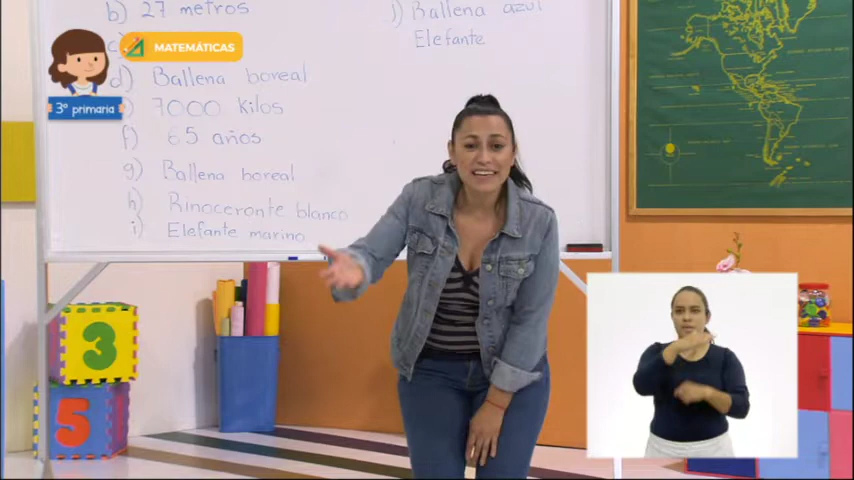 b) 27 metros
c)
MATEMÁTICAS
3° primaria
d) Ballena boreal
7000 kilos
f) 65 años
g) Ballena boreal
h) Rinoceronte blanco
i) Elefante marino
j) Ballena azul
Elefante
3
5